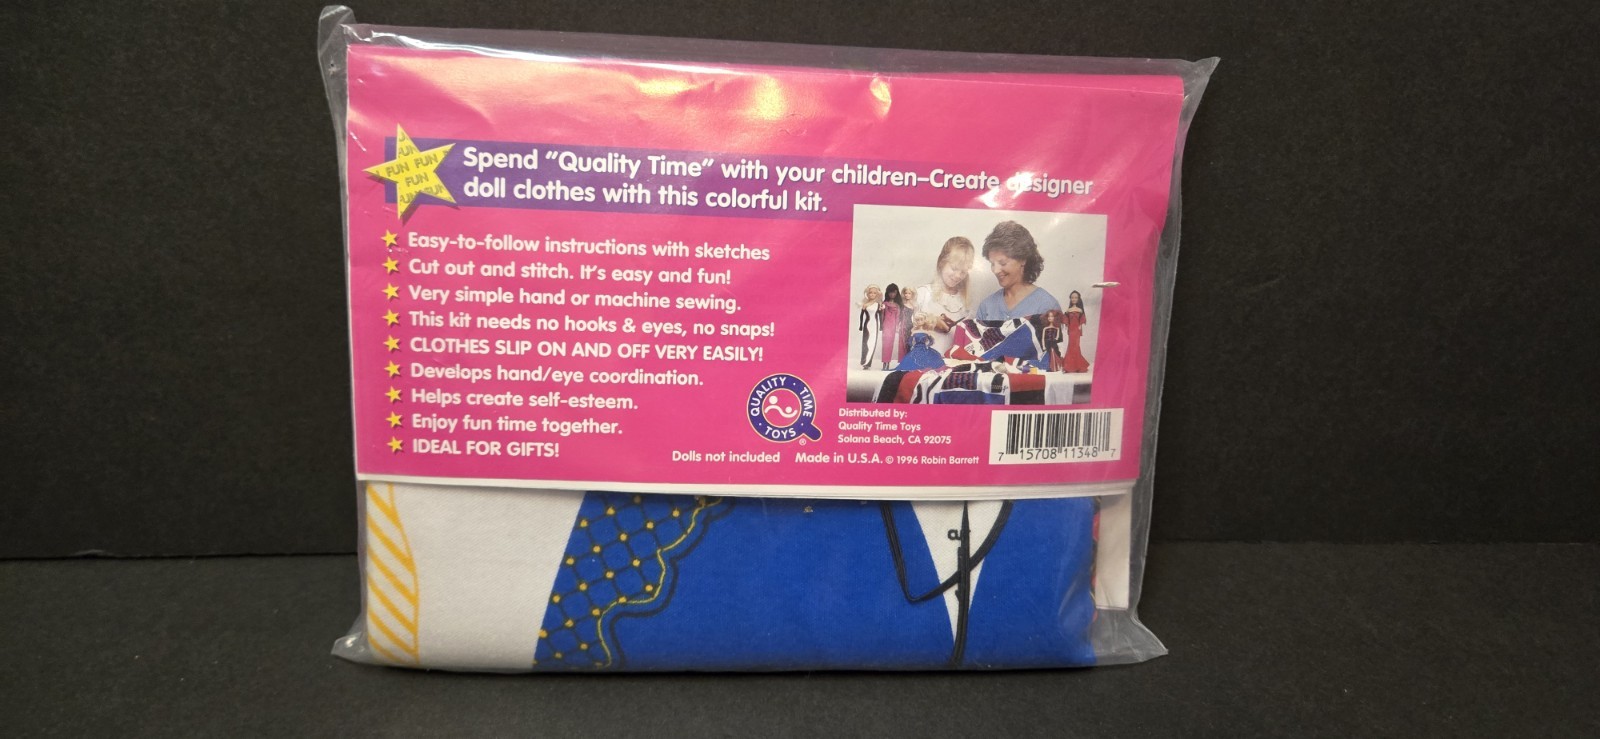 FUN FUN
FUN
Spend "Quality Time" with your children–Create designer
doll clothes with this colorful kit.
Easy-to-follow instructions with sketches
Cut out and stitch. It's easy and fun!
Very simple hand or machine sewing.
This kit needs no hooks & eyes, no snaps!
CLOTHES SLIP ON AND OFF VERY EASILY!
Develops hand/eye coordination.
Helps create self-esteem.
Enjoy fun time together.
IDEAL FOR GIFTS!
QUALITY · TIME · TOYS ®
Dolls not included Made in U.S.A. © 1996 Robin Barrett
Distributed by:
Quality Time Toys
Solana Beach, CA 92075
7 15708 11348 7